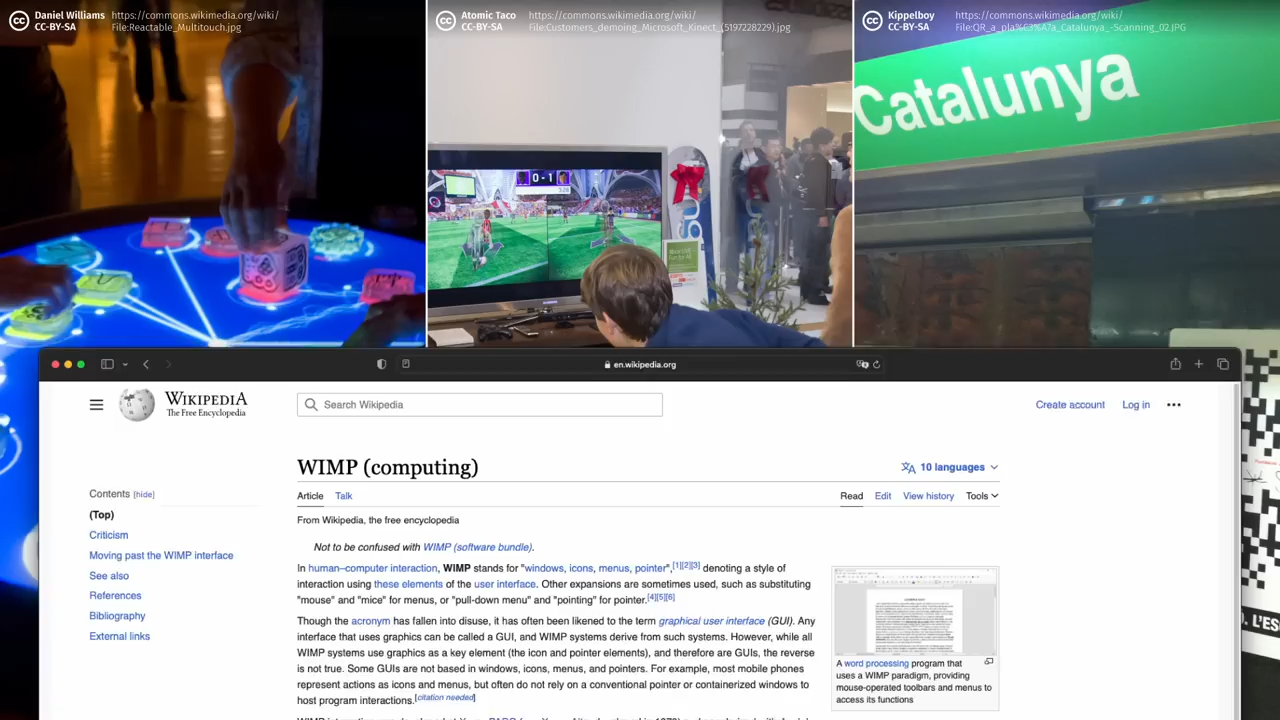 Daniel Williams
CC-BY-SA
https://commons.wikimedia.org/wiki/
File:Reactable_Multitouch.jpg
Atomic Taco
CC-BY-SA
https://commons.wikimedia.org/wiki/
File:Customers_demoing_Microsoft_Kinect_(5197228229).jpg
Kippelboy
CC-BY-SA
https://commons.wikimedia.org/wiki/
File:QR_a_pla%C3%A7a_Catalunya_-Scanning_02.JPG
Catalunya
0 - 1
en.wikipedia.org
WIKIPEDIA
The Free Encyclopedia
Search Wikipedia
Create account Log in
WIMP (computing)
10 languages
Contents [hide]
(Top)
Criticism
Moving past the WIMP interface
See also
References
Bibliography
External links
Article Talk
Read Edit View history Tools
From Wikipedia, the free encyclopedia
Not to be confused with WIMP (software bundle).
In human–computer interaction, WIMP stands for "windows, icons, menus, pointer",[1][2][3] denoting a style of
interaction using these elements of the user interface. Other expansions are sometimes used, such as substituting
"mouse" and "mice" for menus, or "pull-down menu" and "pointing" for pointer.[4][5][6]
Though the acronym has fallen into disuse, it has often been likened to the term graphical user interface (GUI). Any
interface that uses graphics can be called a GUI, and WIMP systems derive from such systems. However, while all
WIMP systems use graphics as a key element (the icon and pointer elements), and therefore are GUIs, the reverse
is not true. Some GUIs are not based in windows, icons, menus, and pointers. For example, most mobile phones
represent actions as icons and menus, but often do not rely on a conventional pointer or containerized windows to
host program interactions.[citation needed]
A word processing program that
uses a WIMP paradigm, providing
mouse-operated toolbars and menus to
access its functions
L'ES